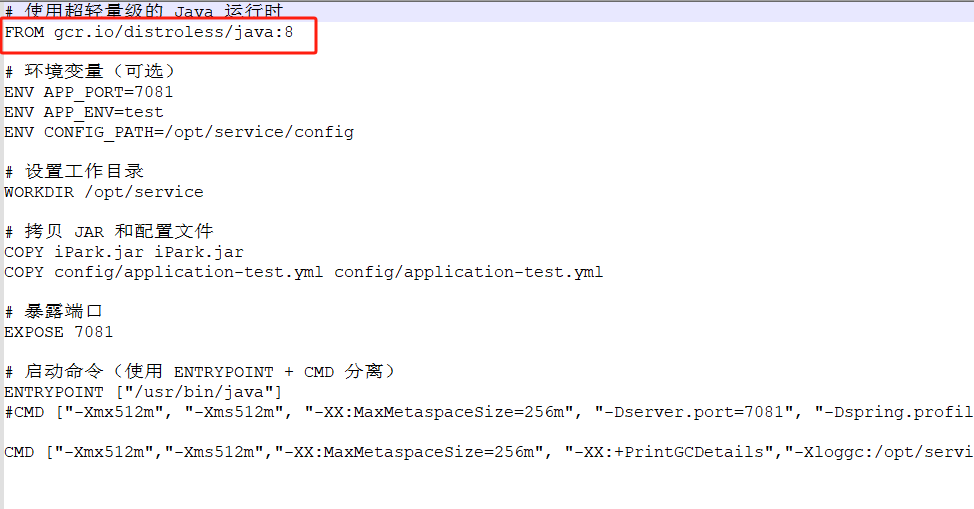 # 使用超轻量级的 Java 运行时
FROM gcr.io/distroless/java:8
# 环境变量（可选）
ENV APP_PORT=7081
ENV APP_ENV=test
ENV CONFIG_PATH=/opt/service/config
# 设置工作目录
WORKDIR /opt/service
# 拷贝 JAR 和配置文件
COPY iPark.jar iPark.jar
COPY config/application-test.yml config/application-test.yml
# 暴露端口
EXPOSE 7081
# 启动命令（使用 ENTRYPOINT + CMD 分离）
ENTRYPOINT ["/usr/bin/java"]
#CMD ["-Xmx512m", "-Xms512m", "-XX:MaxMetaspaceSize=256m", "-Dserver.port=7081", "-Dspring.profil
CMD ["-Xmx512m","-Xms512m","-XX:MaxMetaspaceSize=256m", "-XX:+PrintGCDetails","-Xloggc:/opt/servi